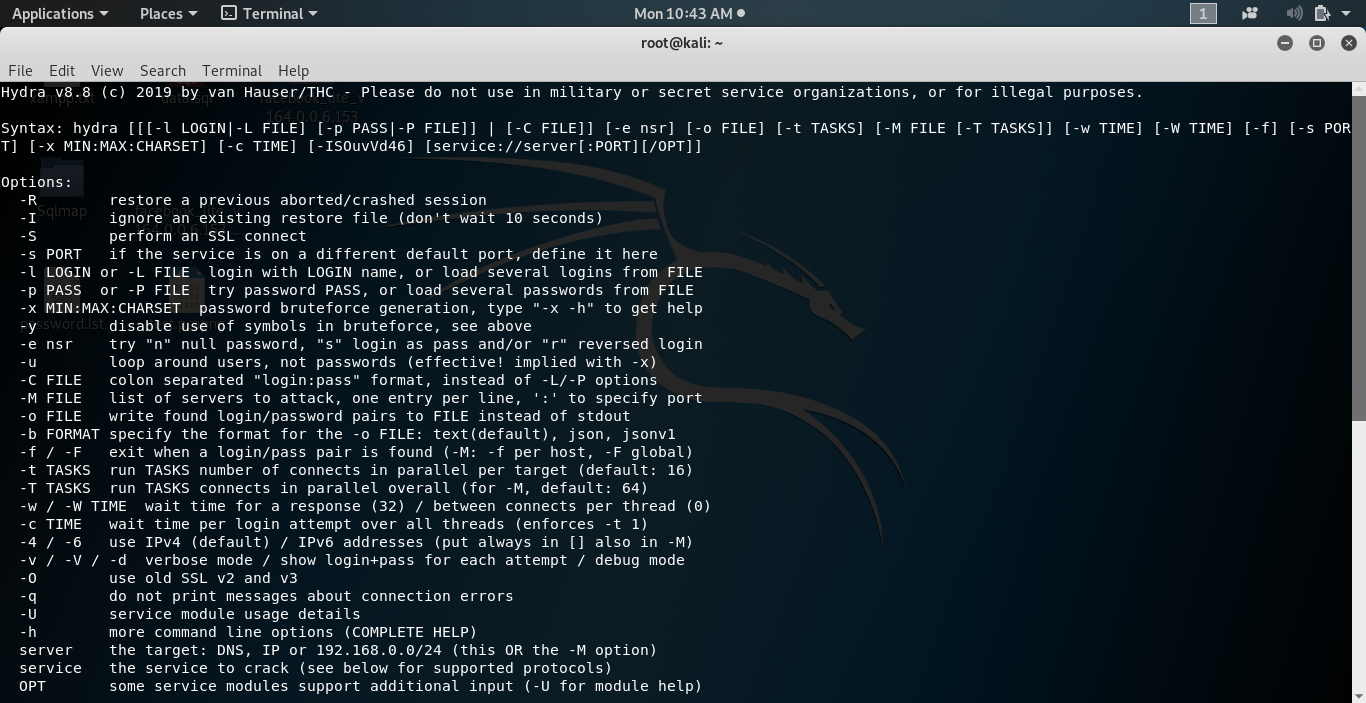 Applications Places Terminal Mon 10:43 AM 1
root@kali: ~
File Edit View Search Terminal Help
Hydra v8.8 (c) 2019 by van Hauser/THC - Please do not use in military or secret service organizations, or for illegal purposes.
Syntax: hydra [[[-l LOGIN|-L FILE] [-p PASS|-P FILE]] | [-C FILE]] [-e nsr] [-o FILE] [-t TASKS] [-M FILE [-T TASKS]] [-w TIME] [-W TIME] [-f] [-s POR
T] [-x MIN:MAX:CHARSET] [-c TIME] [-ISOuvVd46] [service://server[:PORT][/OPT]]
Options:
-R restore a previous aborted/crashed session
-I ignore an existing restore file (don't wait 10 seconds)
-S perform an SSL connect
-s PORT if the service is on a different default port, define it here
-l LOGIN or -L FILE login with LOGIN name, or load several logins from FILE
-p PASS or -P FILE try password PASS, or load several passwords from FILE
-x MIN:MAX:CHARSET password bruteforce generation, type "-x -h" to get help
-y disable use of symbols in bruteforce, see above
-e nsr try "n" null password, "s" login as pass and/or "r" reversed login
-u loop around users, not passwords (effective! implied with -x)
-C FILE colon separated "login:pass" format, instead of -L/-P options
-M FILE list of servers to attack, one entry per line, ':' to specify port
-o FILE write found login/password pairs to FILE instead of stdout
-b FORMAT specify the format for the -o FILE: text(default), json, jsonv1
-f / -F exit when a login/pass pair is found (-M: -f per host, -F global)
-t TASKS run TASKS number of connects in parallel per target (default: 16)
-T TASKS run TASKS connects in parallel overall (for -M, default: 64)
-w / -W TIME wait time for a response (32) / between connects per thread (0)
-c TIME wait time per login attempt over all threads (enforces -t 1)
-4 / -6 use IPv4 (default) / IPv6 addresses (put always in [] also in -M)
-v / -V / -d verbose mode / show login+pass for each attempt / debug mode
-O use old SSL v2 and v3
-q do not print messages about connection errors
-U service module usage details
-h more command line options (COMPLETE HELP)
server the target: DNS, IP or 192.168.0.0/24 (this OR the -M option)
service the service to crack (see below for supported protocols)
OPT some service modules support additional input (-U for module help)